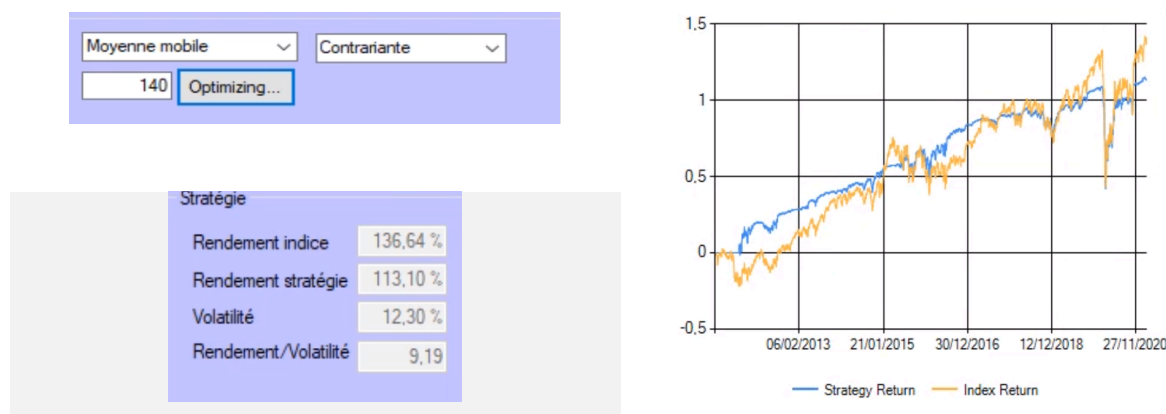 Moyenne mobile
Contrariante
140
Optimizing...
Stratégie
Rendement indice 136,64 %
Rendement stratégie 113,10 %
Volatilité 12,30 %
Rendement/Volatilité 9,19
1.5
1
0.5
0
-0.5
06/02/2013 21/01/2015 30/12/2016 12/12/2018 27/11/2020
Strategy Return Index Return